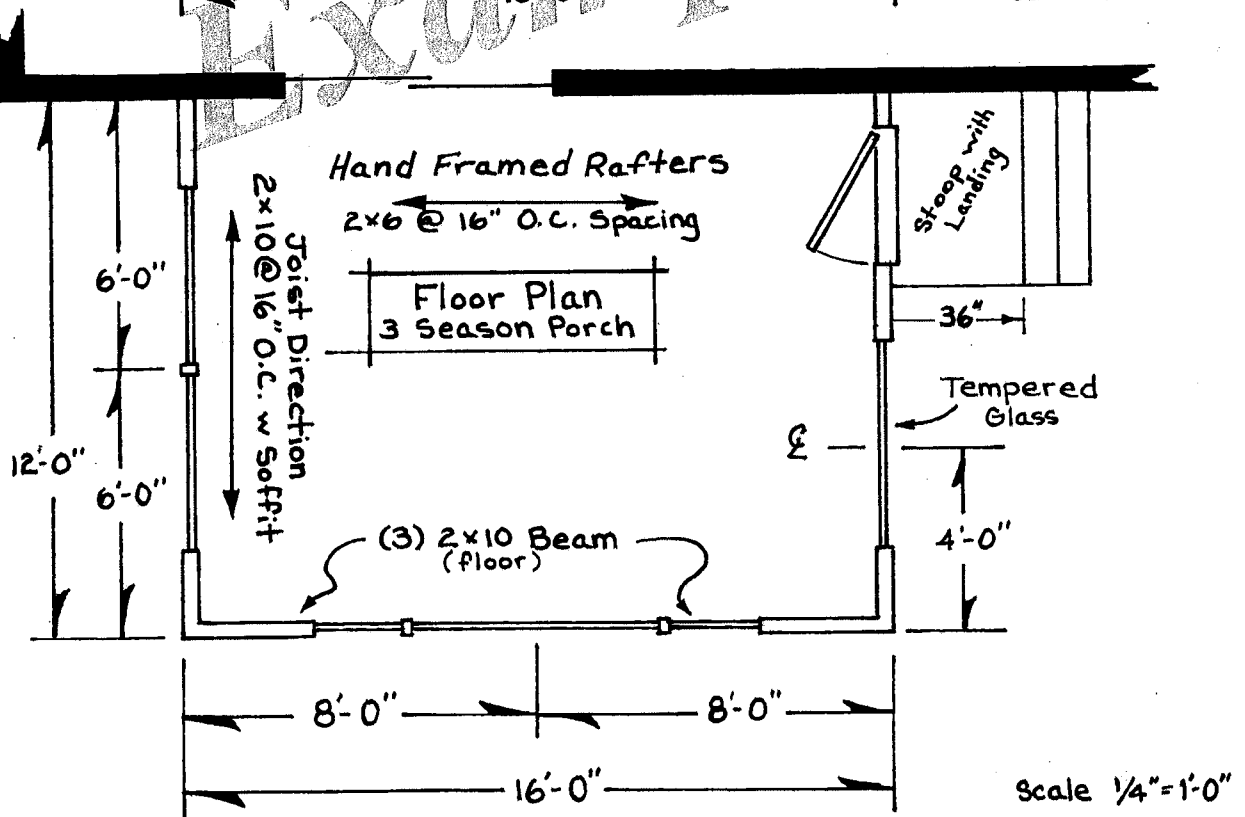 Hand Framed Rafters
2x6 @ 16" O.C. Spacing
Floor Plan
3 Season Porch
Joist Direction
2x10@16" O.C. w Soffit
Stoop with
Landing
36"
6'-0"
12'-0"
6'-0"
Tempered
Glass
℄
4'-0"
(3) 2x10 Beam
(floor)
8'-0"
8'-0"
16'-0"
Scale 1/4"=1'-0"